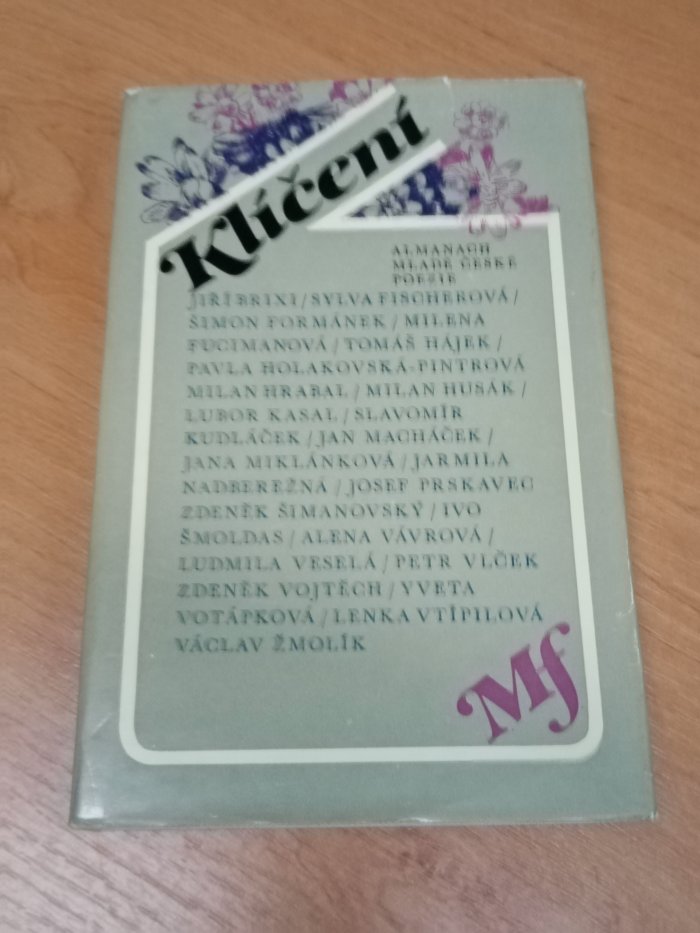 Klíčení
ALMANACH
MLADÉ ČESKÉ
POEZIE
JIŘÍ BRIXI / SYLVA FISCHEROVÁ /
ŠIMON FORMÁNEK / MILENA
FUCIMANOVÁ / TOMÁŠ HÁJEK /
PAVLA HOLAKOVSKÁ-PINTROVÁ
MILAN HRABAL / MILAN HUSÁK /
LUBOR KASAL / SLAVOMÍR
KUDLÁČEK / JAN MACHÁČEK /
JANA MIKLÁNKOVÁ / JARMILA
NADBEREŽNÁ / JOSEF PRSKAVEC
ZDENĚK ŠIMANOVSKÝ / IVO
ŠMOLDAS / ALENA VÁVROVÁ /
LUDMILA VESELÁ / PETR VLČEK
ZDENĚK VOJTĚCH / YVETA
VOTÁPKOVÁ / LENKA VTÍPILOVÁ
VÁCLAV ŽMOLÍK
Mf